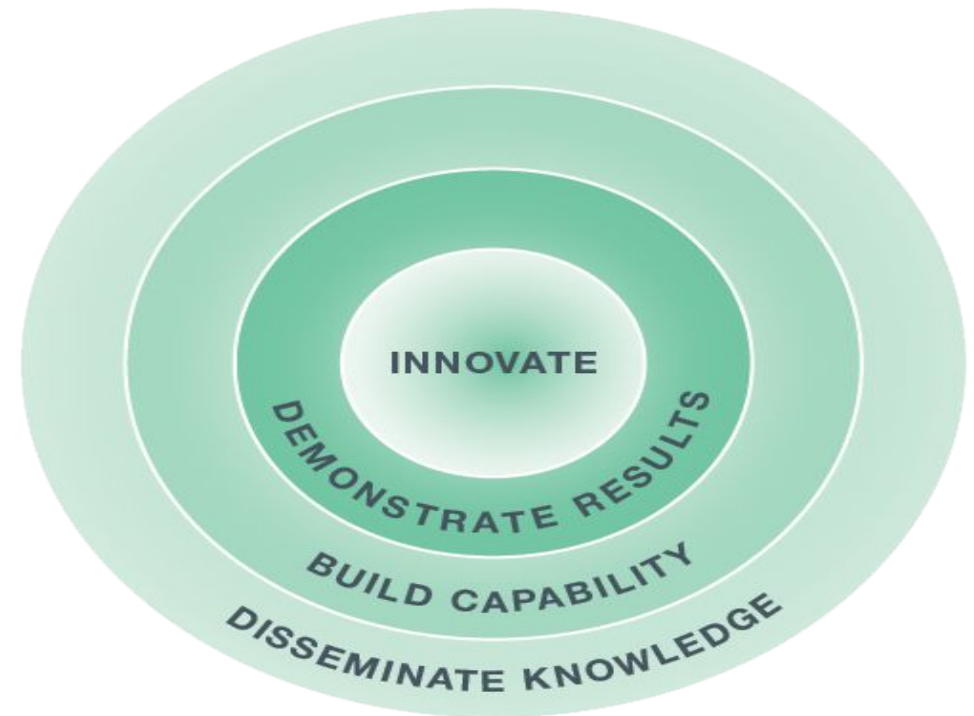 INNOVATE
DEMONSTRATE RESULTS
BUILD CAPABILITY
DISSEMINATE KNOWLEDGE